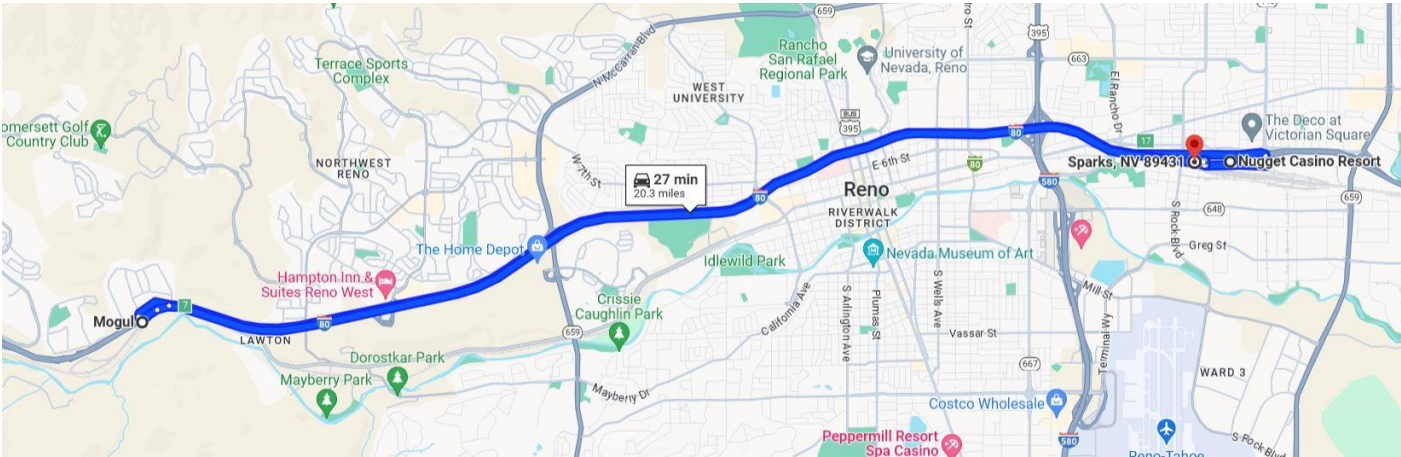 659
395
663
Rancho
San Rafael
Regional Park
University of
Nevada, Reno
Terrace Sports
Complex
N McCarran Blvd
WEST
UNIVERSITY
BUS
395
El Rancho Dr
omersett Golf
Country Club
The Deco at
Victorian Square
80
17
NORTHWEST
RENO
W 7th St
E 6th St
80
Sparks, NV 89431
Nugget Casino Resort
27 min
20.3 miles
Reno
580
80
659
RIVERWALK
DISTRICT
S Rock Blvd
648
The Home Depot
Idlewild Park
Nevada Museum of Art
Greg St
Hampton Inn &
Suites Reno West
S Wells Ave
Mill St
Crissie
Caughlin Park
California Ave
S Arlington Ave
Plumas St
7
Mogul
80
LAWTON
659
Vassar St
Terminal Way
Dorostkar Park
667
Mayberry Park
Mayberry Dr
WARD 3
Costco Wholesale
Peppermill Resort
Spa Casino
580
S Rock Blvd
Reno-Tahoe